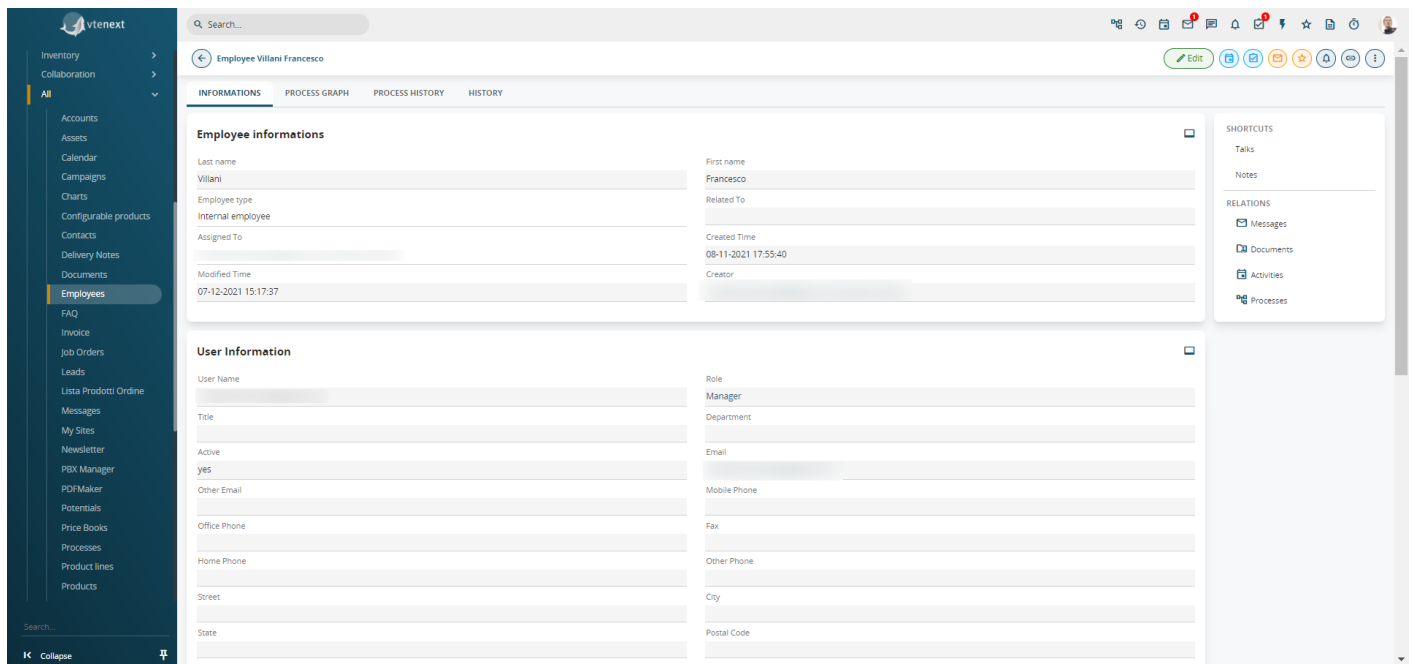 vtenext
Search...
1
1
Inventory
Collaboration
All
Accounts
Assets
Calendar
Campaigns
Charts
Configurable products
Contacts
Delivery Notes
Documents
Employees
FAQ
Invoice
Job Orders
Leads
Lista Prodotti Ordine
Messages
My Sites
Newsletter
PBX Manager
PDFMaker
Potentials
Price Books
Processes
Product lines
Products
Search...
Collapse
Employee Villani Francesco
Edit
INFORMATIONS PROCESS GRAPH PROCESS HISTORY HISTORY
Employee informations
Last name First name
Villani Francesco
Employee type Related To
Internal employee
Assigned To Created Time
08-11-2021 17:55:40
Modified Time Creator
07-12-2021 15:17:37
User Information
User Name Role
Manager
Title Department
Active Email
yes
Other Email Mobile Phone
Office Phone Fax
Home Phone Other Phone
Street City
State Postal Code
SHORTCUTS
Talks
Notes
RELATIONS
Messages
Documents
Activities
Processes